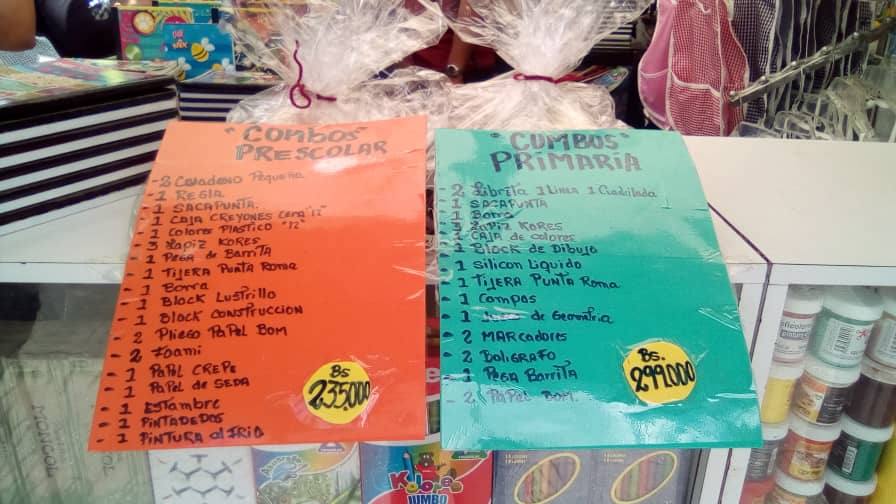 "COMBOS"
PRESCOLAR
- 2 Cuaderno Pequeño
- 1 REGLA
- 1 SACAPUNTA.
- 1 CAJA CREYONES Cera "12"
- 1 Colores PLASTICO "12"
- 3 Lapiz KORES
- 1 PEGA de Barrita
- 1 TIJERA PUNTA Roma
- 1 Borra
- 1 Block Lustrillo
- 1 Block CONSTRUCCION
- 2 Pliego PaPel BOM
- 2 Foami
- 1 PaPEL CREPE
- 1 PaPel de SEDA
- 1 ESTambre
- 1 PINTADEDOS
- 1 PINTURA al FRIO
BS
235.000
"COMBOS"
PRIMARIA
- 2 Librita 1 Linea 1 Cuadriculada
- 1 SACAPUNTA
- 1 Borra
- 3 Lapiz KORES
- 1 CAJA de colores
- 1 BLOCK de Dibujo
- 1 Silicon Liquido
- 1 TIJERA PUNTA Roma
- 1 Compas
- 1 Juego de Geometria
- 2 MARCadores
- 2 BOLIGRAFO
- 1 PEGA Barrita
- 2 PaPel BOM.
Bs.
299.000
MONGOL
Kolores
JUMBO